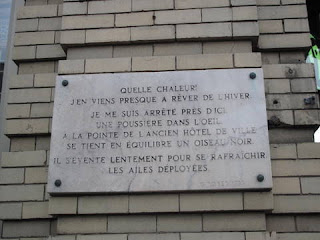 QUELLE CHALEUR!
J'EN VIENS PRESQUE À RÊVER DE L'HIVER.
JE ME SUIS ARRÊTÉ PRÈS D'ICI,
UNE POUSSIÈRE DANS L'OEIL.
À LA POINTE DE L'ANCIEN HÔTEL DE VILLE
SE TIENT EN ÉQUILIBRE UN OISEAU NOIR.
IL S'ÉVENTE LENTEMENT POUR SE RAFRAÎCHIR
LES AILES DÉPLOYÉES.